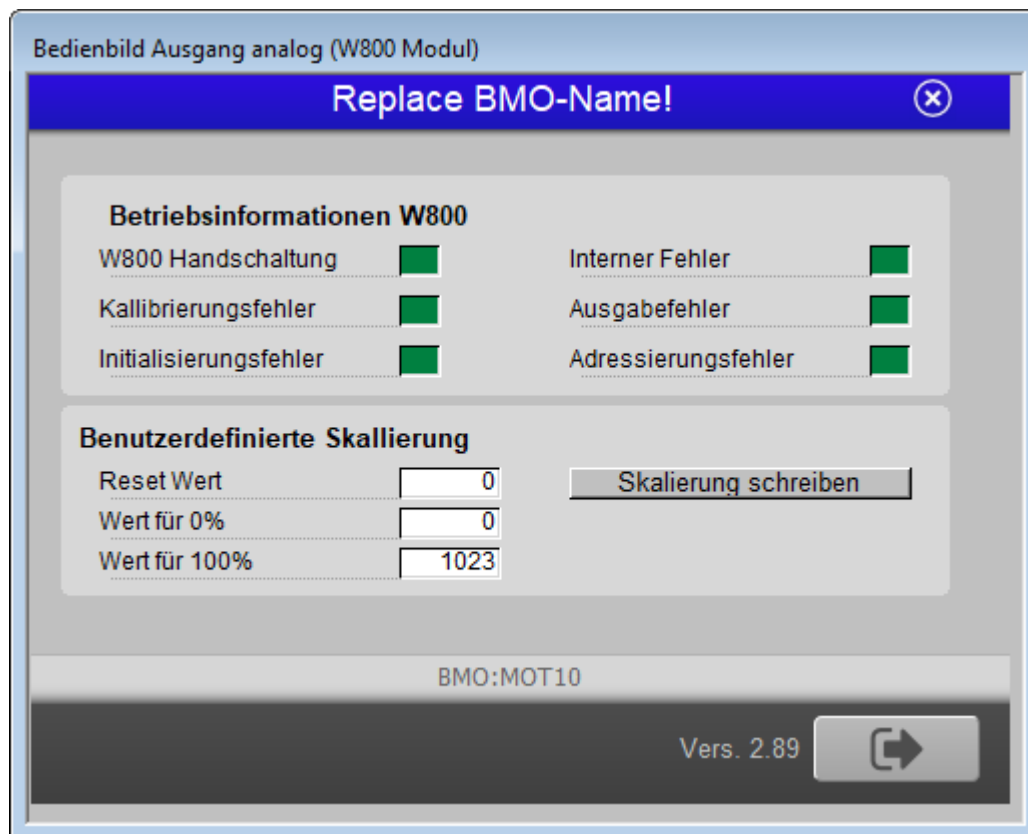 Bedienbild Ausgang analog (W800 Modul)
Replace BMO-Name!
Betriebsinformationen W800
W800 Handschaltung
Interner Fehler
Kallibrierungsfehler
Ausgabefehler
Initialisierungsfehler
Adressierungsfehler
Benutzerdefinierte Skallierung
Reset Wert 0
Skalierung schreiben
Wert für 0% 0
Wert für 100% 1023
BMO:MOT10
Vers. 2.89